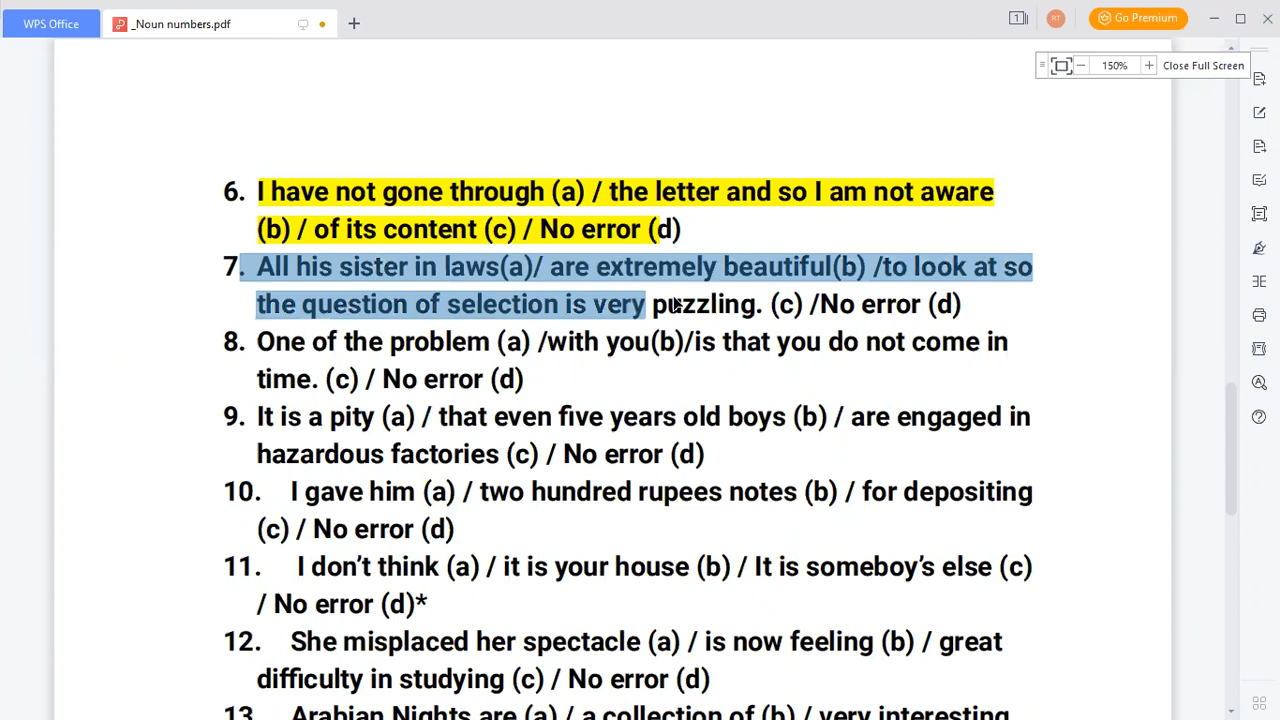 WPS Office
_Noun numbers.pdf
1
RT
Go Premium
150%
Close Full Screen
6. I have not gone through (a) / the letter and so I am not aware
(b) / of its content (c) / No error (d)
7. All his sister in laws(a)/ are extremely beautiful(b) /to look at so
the question of selection is very puzzling. (c) /No error (d)
8. One of the problem (a) /with you(b)/is that you do not come in
time. (c) / No error (d)
9. It is a pity (a) / that even five years old boys (b) / are engaged in
hazardous factories (c) / No error (d)
10. I gave him (a) / two hundred rupees notes (b) / for depositing
(c) / No error (d)
11. I don’t think (a) / it is your house (b) / It is someboy’s else (c)
/ No error (d)*
12. She misplaced her spectacle (a) / is now feeling (b) / great
difficulty in studying (c) / No error (d)
13. Arabian Nights are (a) / a collection of (b) / very interesting